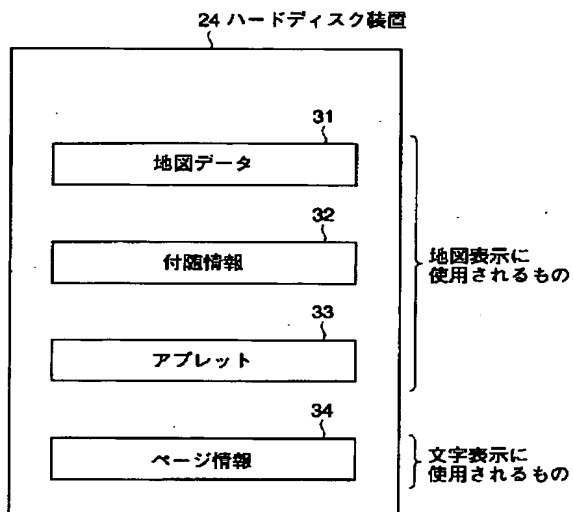 24 ハードディスク装置
31
地図データ
32
付随情報
地図表示に
使用されるもの
33
アプレット
34
ページ情報
文字表示に
使用されるもの